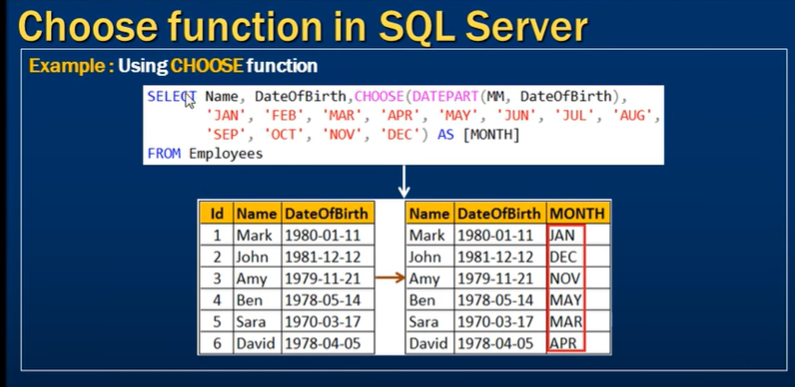 Choose function in SQL Server
Example : Using CHOOSE function
SELECT Name, DateOfBirth,CHOOSE(DATEPART(MM, DateOfBirth),
'JAN', 'FEB', 'MAR', 'APR', 'MAY', 'JUN', 'JUL', 'AUG',
'SEP', 'OCT', 'NOV', 'DEC') AS [MONTH]
FROM Employees
Id Name DateOfBirth
1 Mark 1980-01-11
2 John 1981-12-12
3 Amy 1979-11-21
4 Ben 1978-05-14
5 Sara 1970-03-17
6 David 1978-04-05
Name DateOfBirth MONTH
Mark 1980-01-11 JAN
John 1981-12-12 DEC
Amy 1979-11-21 NOV
Ben 1978-05-14 MAY
Sara 1970-03-17 MAR
David 1978-04-05 APR